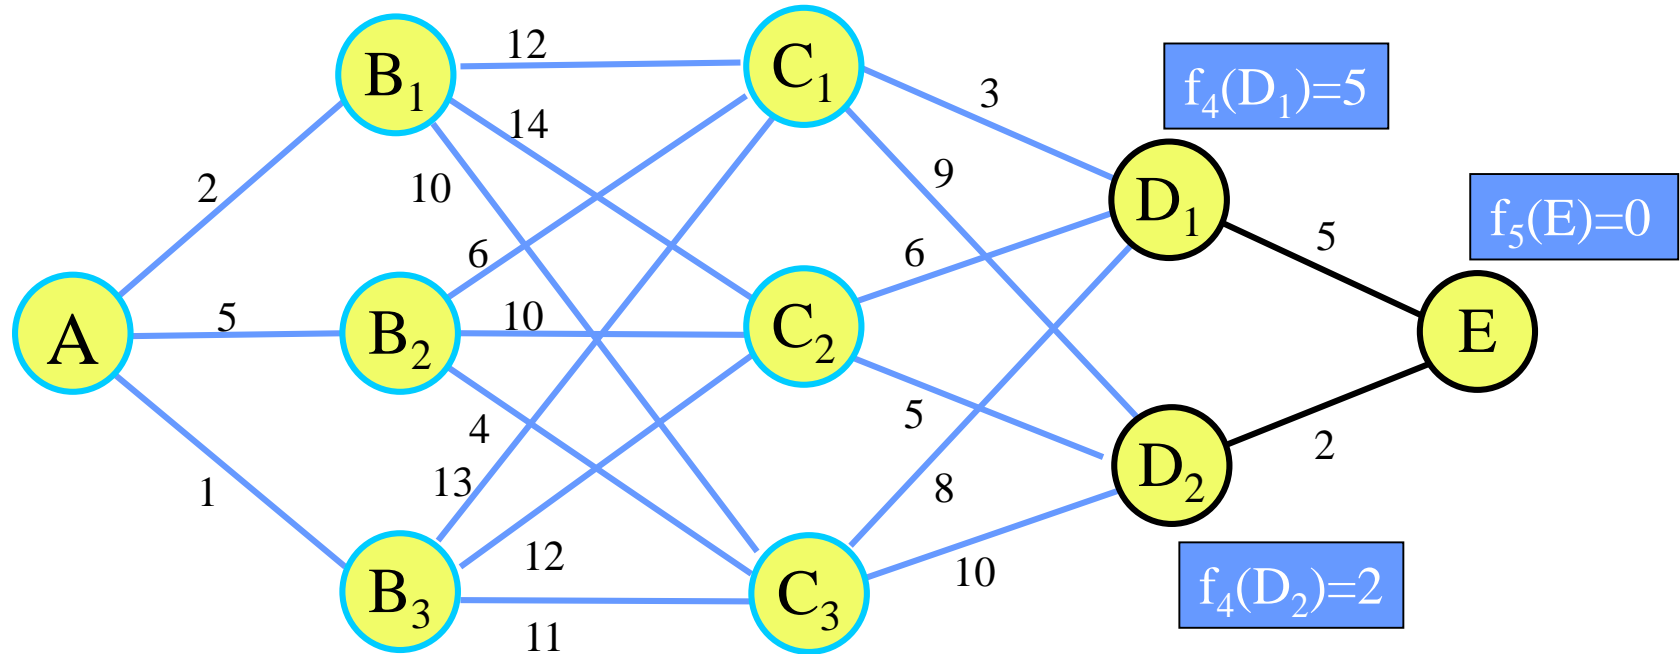 B₁
12
C₁
14
10
2
3
9
f₄(D₁)=5
D₁
f₅(E)=0
5
E
A
5
6
B₂
10
C₂
6
5
4
13
1
B₃
12
11
C₃
8
10
D₂
2
f₄(D₂)=2